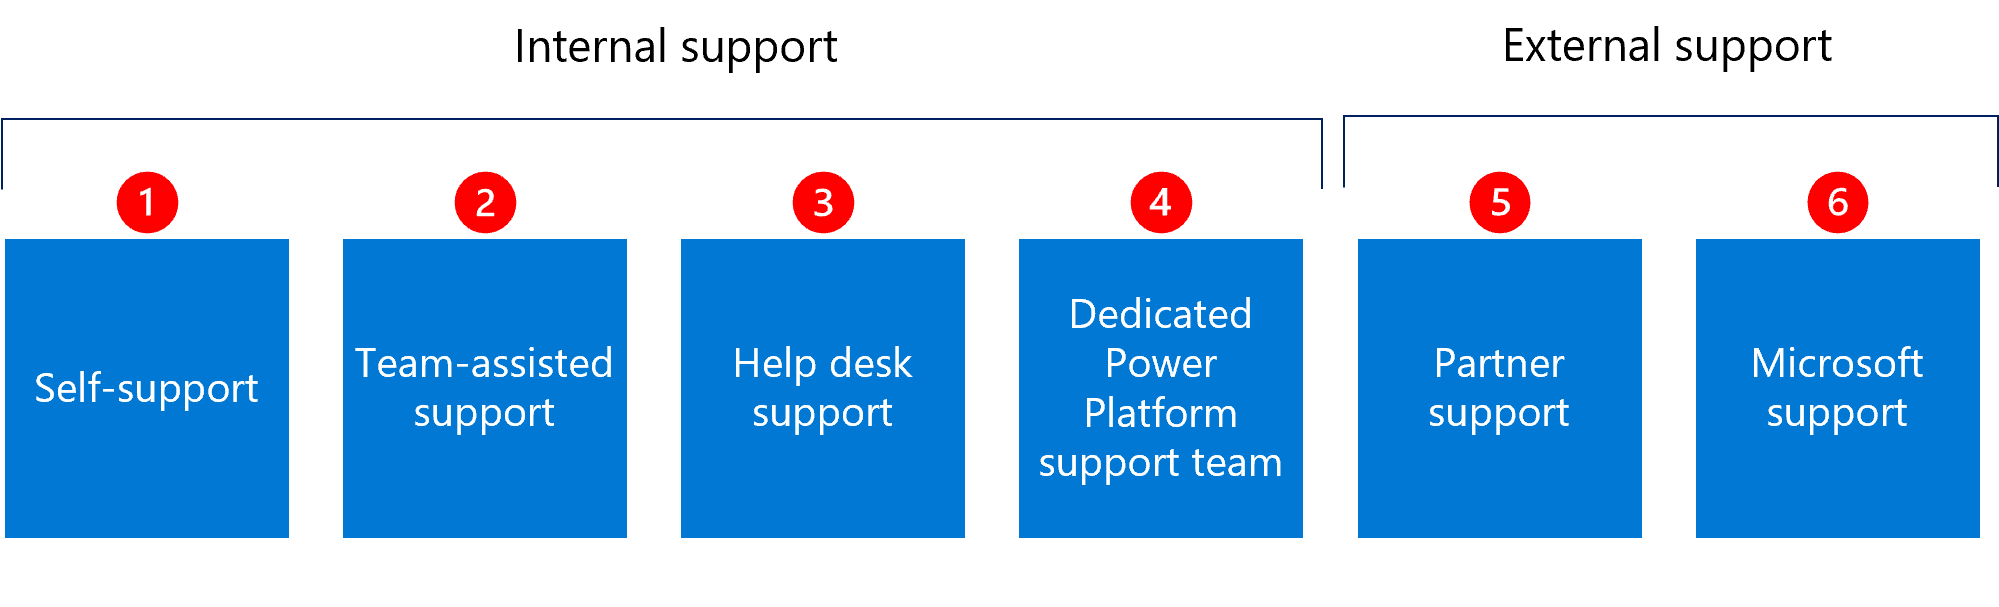 Internal support
External support
1
2
3
4
5
6
Self-support
Team-assisted
support
Help desk
support
Dedicated
Power
Platform
support team
Partner
support
Microsoft
support